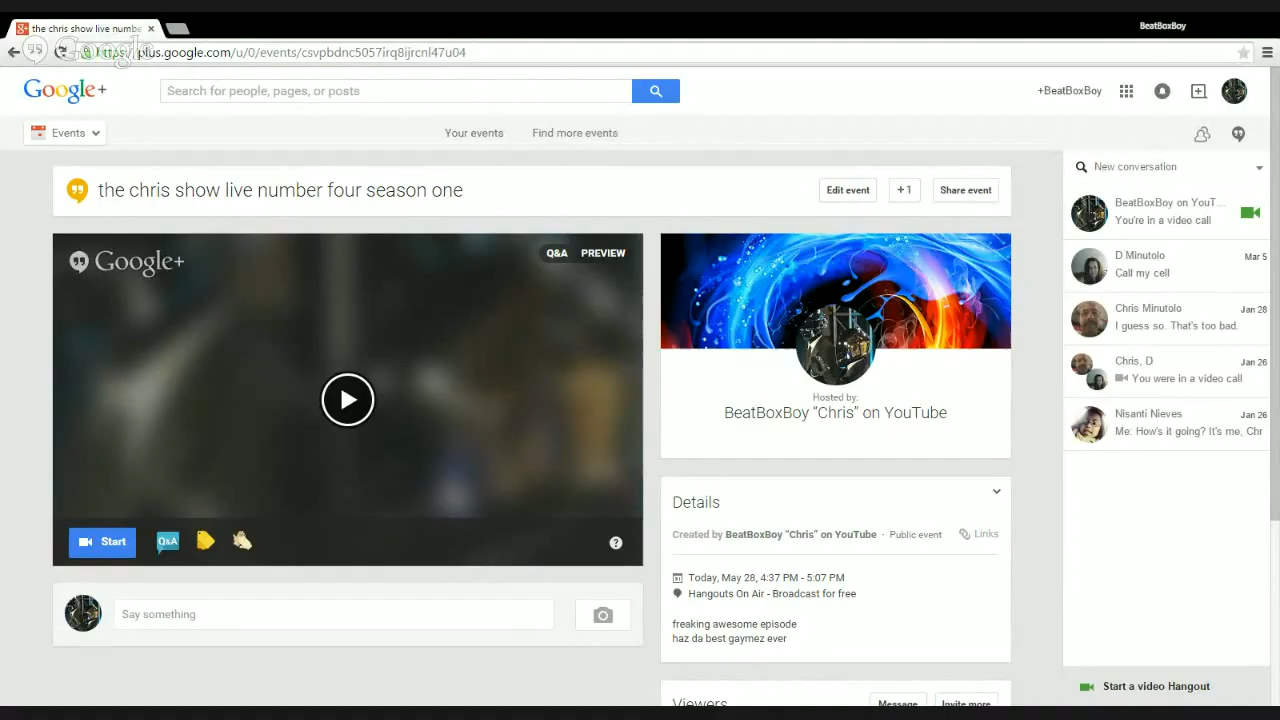 the chris show live numbe
BeatBoxBoy
Google
https://plus.google.com/u/0/events/csvpbdnc5057irq8ijrcnl47u04
Google+
Search for people, pages, or posts
+BeatBoxBoy
Events
Your events
Find more events
New conversation
the chris show live number four season one
Edit event
+1
Share event
BeatBoxBoy on YouT...
You're in a video call
Google+
Q&A
PREVIEW
D Minutolo
Mar 5
Call my cell
Chris Minutolo
Jan 28
I guess so. That's too bad.
Chris, D
Jan 26
You were in a video call
Hosted by:
BeatBoxBoy “Chris” on YouTube
Nisanti Nieves
Jan 26
Me: How's it going? It's me, Chr
Details
Created by BeatBoxBoy “Chris” on YouTube · Public event
Links
Start
Q&A
?
Today, May 28, 4:37 PM - 5:07 PM
Hangouts On Air - Broadcast for free
Say something
freaking awesome episode
haz da best gaymez ever
Start a video Hangout
Viewers
Message
Invite more